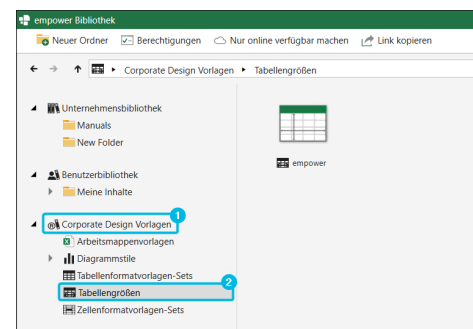 empower Bibliothek
Neuer Ordner Berechtigungen Nur online verfügbar machen Link kopieren
Corporate Design Vorlagen Tabellengrößen
Unternehmensbibliothek
Manuals
New Folder
empower
Benutzerbibliothek
Meine Inhalte
1
Corporate Design Vorlagen
Arbeitsmappenvorlagen
Diagrammstile
Tabellenformatvorlagen-Sets
2
Tabellengrößen
Zellenformatvorlagen-Sets